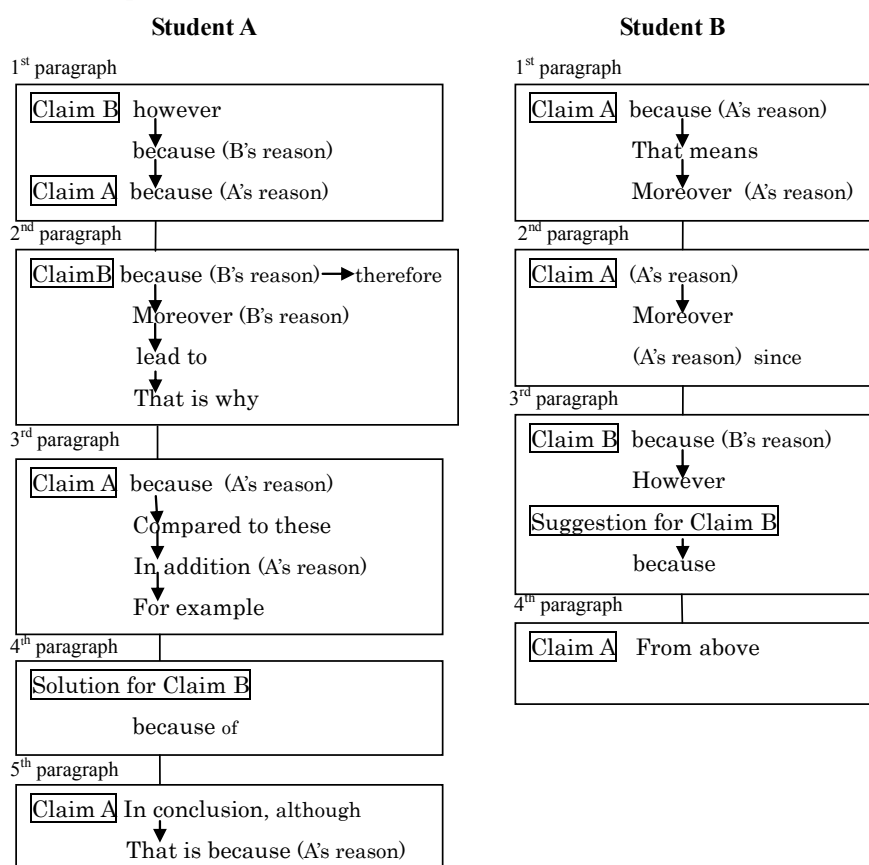 Student A
1st paragraph
Claim B however
because (B's reason)
Claim A because (A's reason)
2nd paragraph
ClaimB because (B's reason) therefore
Moreover (B's reason)
lead to
That is why
3rd paragraph
Claim A because (A's reason)
Compared to these
In addition (A's reason)
For example
4th paragraph
Solution for Claim B
because of
5th paragraph
Claim A In conclusion, although
That is because (A's reason)
Student B
1st paragraph
Claim A because (A's reason)
That means
Moreover (A's reason)
2nd paragraph
Claim A (A's reason)
Moreover
(A's reason) since
3rd paragraph
Claim B because (B's reason)
However
Suggestion for Claim B
because
4th paragraph
Claim A From above